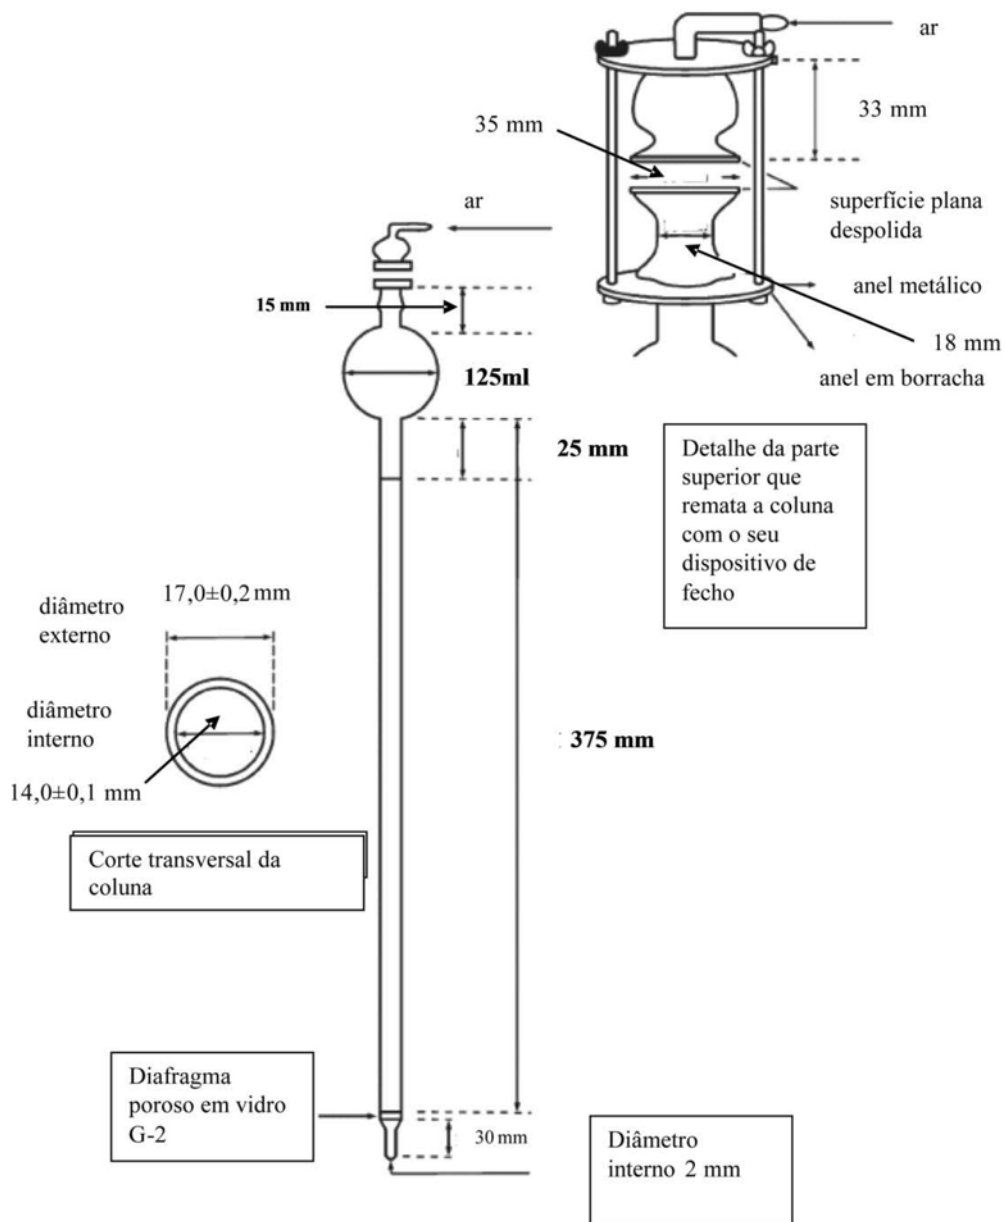 ar
33 mm
35 mm
superfície plana
despolida
ar
anel metálico
15 mm
18 mm
anel em borracha
125ml
25 mm
Detalhe da parte
superior que
remata a coluna
com o seu
dispositivo de
fecho
17,0±0,2 mm
diâmetro
externo
diâmetro
interno
14,0±0,1 mm
375 mm
Corte transversal da
coluna
Diafragma
poroso em vidro
G-2
30 mm
Diâmetro
interno 2 mm